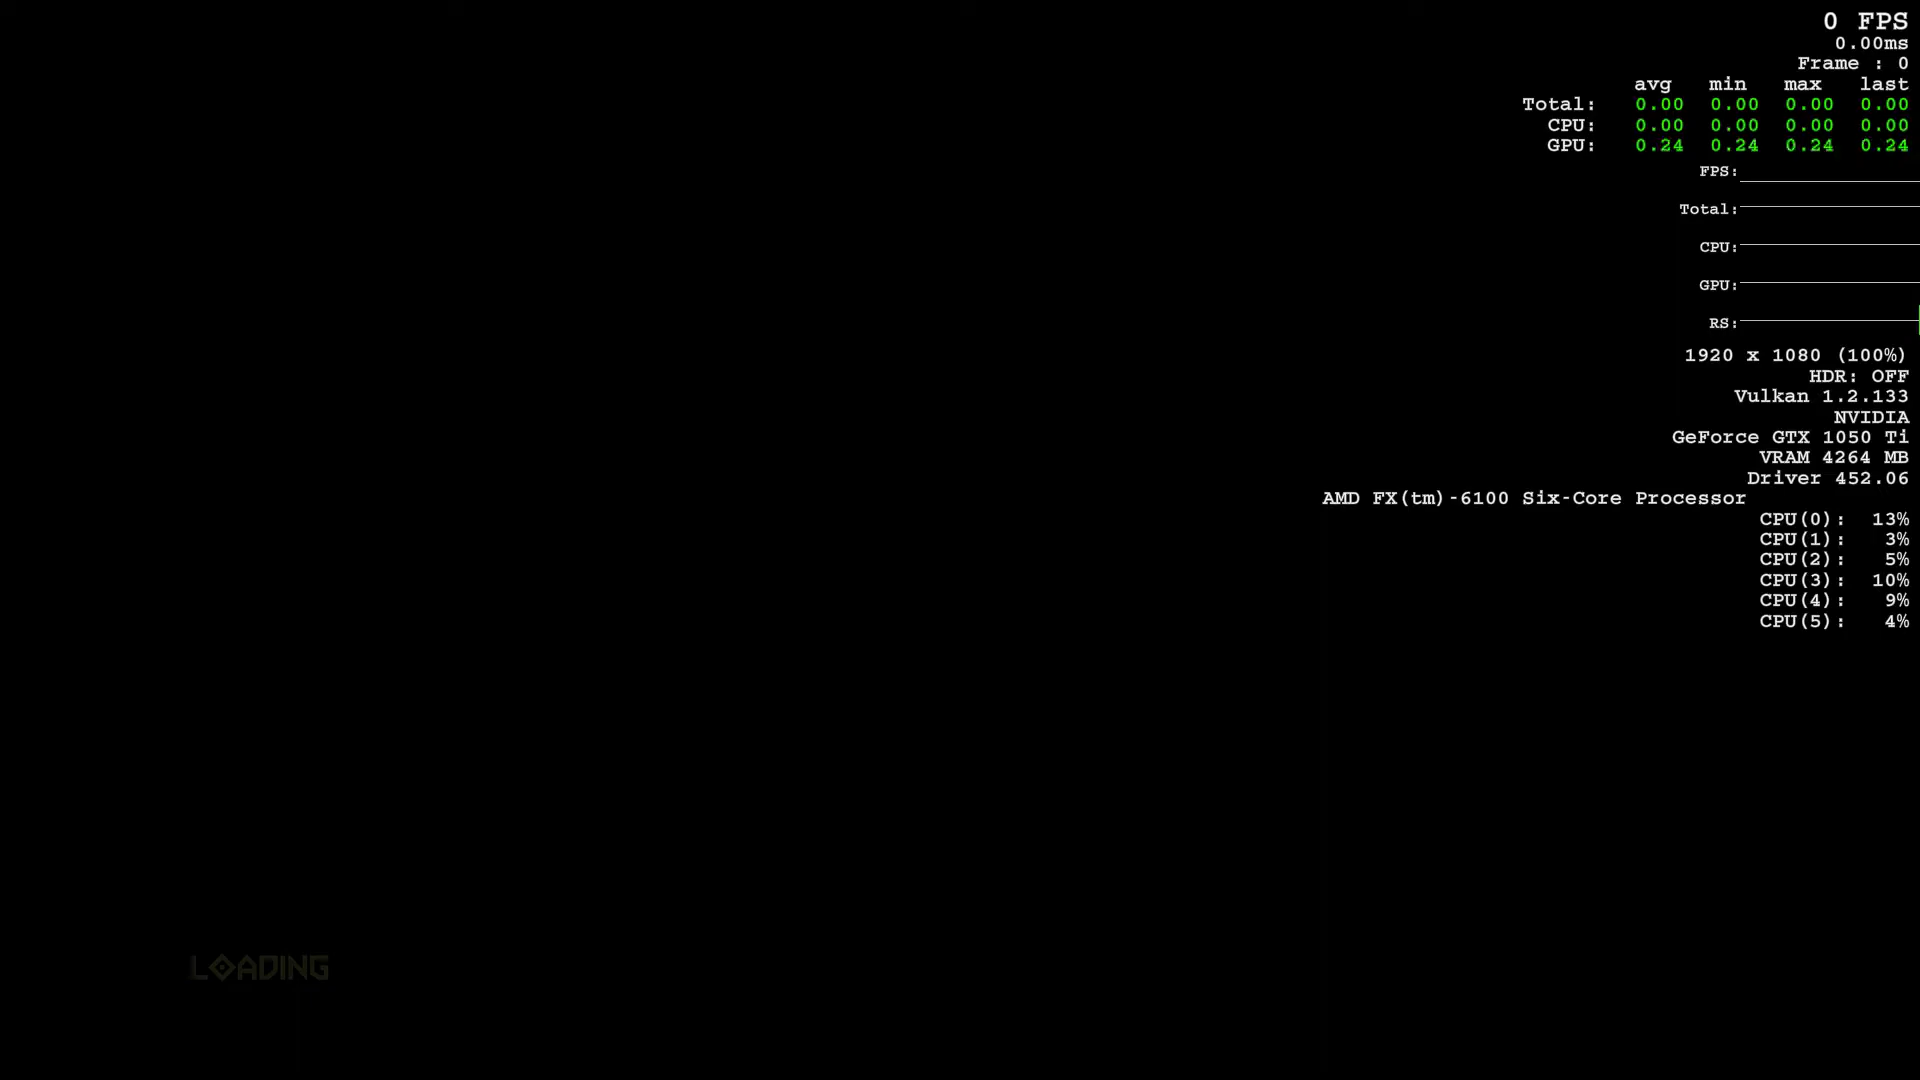 0 FPS
0.00ms
Frame : 0
avg min max last
Total: 0.00 0.00 0.00 0.00
CPU: 0.00 0.00 0.00 0.00
GPU: 0.24 0.24 0.24 0.24
FPS:
Total:
CPU:
GPU:
RS:
1920 x 1080 (100%)
HDR: OFF
Vulkan 1.2.133
NVIDIA
GeForce GTX 1050 Ti
VRAM 4264 MB
Driver 452.06
AMD FX(tm)-6100 Six-Core Processor
CPU(0): 13%
CPU(1): 3%
CPU(2): 5%
CPU(3): 10%
CPU(4): 9%
CPU(5): 4%
LOADING